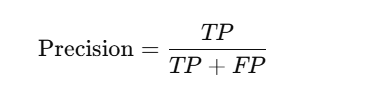 Precision = TP / TP + FP